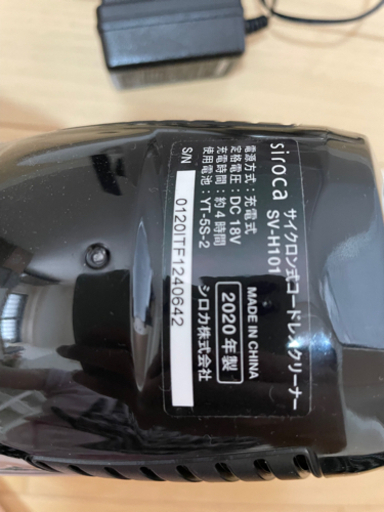 siroca サイクロン式コードレスクリーナー
SV-H101
電源方式：充電式
定格電圧：DC 18V
充電時間：約4時間
使用電池：YT-5S-2
MADE IN CHINA
2020年製
シロカ株式会社
S/N 0120ITF1240642